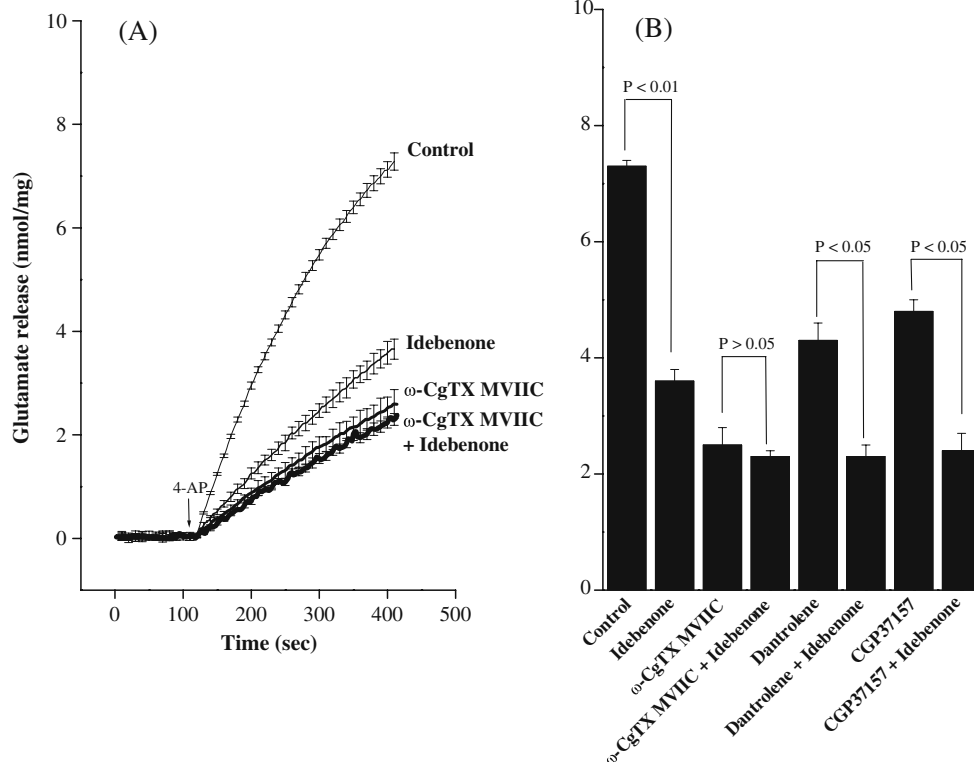 (A)
10
8
6
4
2
0
Glutamate release (nmol/mg)
Control
Idebenone
ω-CgTX MVIIC
ω-CgTX MVIIC
+ Idebenone
4-AP
0
100
200
300
400
500
Time (sec)
(B)
10
8
6
4
2
0
P < 0.01
P > 0.05
P < 0.05
P < 0.05
Control
Idebenone
ω-CgTX MVIIC
ω-CgTX MVIIC + Idebenone
Dantrolene
Dantrolene + Idebenone
CGP37157
CGP37157 + Idebenone